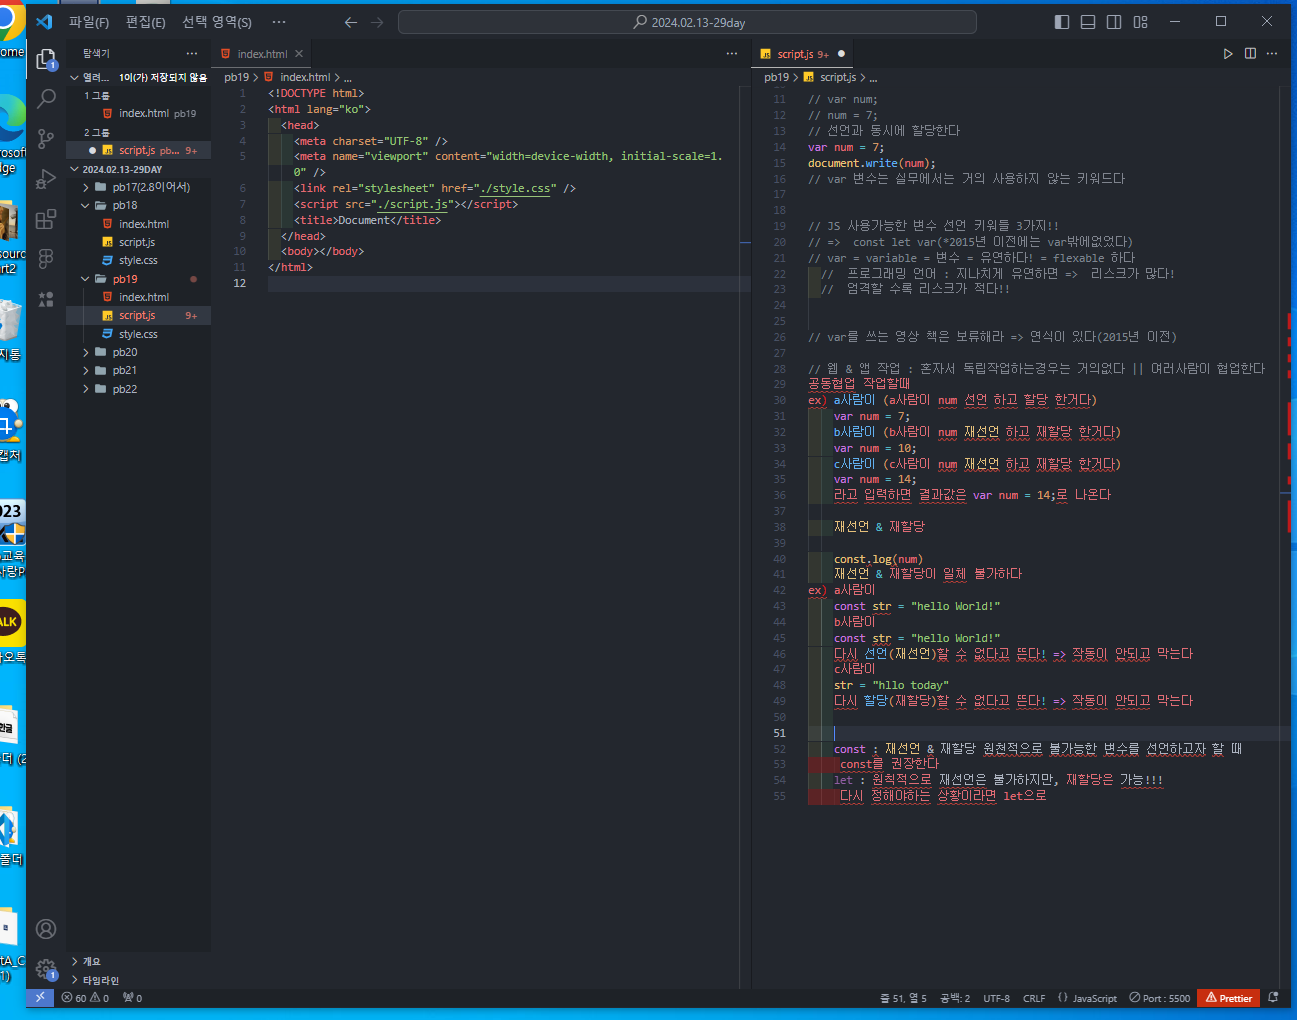 파일(F) 편집(E) 선택 영역(S) ··· 2024.02.13-29day
탐색기 ···
열려... 1이(가) 저장되지 않음
1 그룹
index.html pb19
2 그룹
script.js pb... 9+
2024.02.13-29DAY
pb17(2.8이어서)
pb18
index.html
script.js
style.css
pb19
index.html
script.js 9+
style.css
pb20
pb21
pb22
개요
타임라인
index.html
pb19 > index.html > ...
1 <!DOCTYPE html>
2 <html lang="ko">
3 <head>
4 <meta charset="UTF-8" />
5 <meta name="viewport" content="width=device-width, initial-scale=1.
0" />
6 <link rel="stylesheet" href="./style.css" />
7 <script src="./script.js"></script>
8 <title>Document</title>
9 </head>
10 <body></body>
11 </html>
12
script.js 9+
pb19 > script.js > ...
11 // var num;
12 // num = 7;
13 // 선언과 동시에 할당한다
14 var num = 7;
15 document.write(num);
16 // var 변수는 실무에서는 거의 사용하지 않는 키워드다
17
18
19 // JS 사용가능한 변수 선언 키워들 3가지!!
20 // => const let var(*2015년 이전에는 var밖에없었다)
21 // var = variable = 변수 = 유연하다! = flexable 하다
22 // 프로그래밍 언어 : 지나치게 유연하면 => 리스크가 많다!
23 // 엄격할 수록 리스크가 적다!!
24
25
26 // var를 쓰는 영상 책은 보류해라 => 연식이 있다(2015년 이전)
27
28 // 웹 & 앱 작업 : 혼자서 독립작업하는경우는 거의없다 || 여러사람이 협업한다
29 공동협업 작업할때
30 ex) a사람이 (a사람이 num 선언 하고 할당 한거다)
31 var num = 7;
32 b사람이 (b사람이 num 재선언 하고 재할당 한거다)
33 var num = 10;
34 c사람이 (c사람이 num 재선언 하고 재할당 한거다)
35 var num = 14;
36 라고 입력하면 결과값은 var num = 14;로 나온다
37
38 재선언 & 재할당
39
40 const.log(num)
41 재선언 & 재할당이 일체 불가하다
42 ex) a사람이
43 const str = "hello World!"
44 b사람이
45 const str = "hello World!"
46 다시 선언(재선언)할 수 없다고 뜬다! => 작동이 안되고 막는다
47 c사람이
48 str = "hllo today"
49 다시 할당(재할당)할 수 없다고 뜬다! => 작동이 안되고 막는다
50
51
52 const : 재선언 & 재할당 원천적으로 불가능한 변수를 선언하고자 할 때
53 const를 권장한다
54 let : 원칙적으로 재선언은 불가하지만, 재할당은 가능!!!
55 다시 정해야하는 상황이라면 let으로
60 0 0
줄 51, 열 5 공백: 2 UTF-8 CRLF {} JavaScript Port : 5500 Prettier